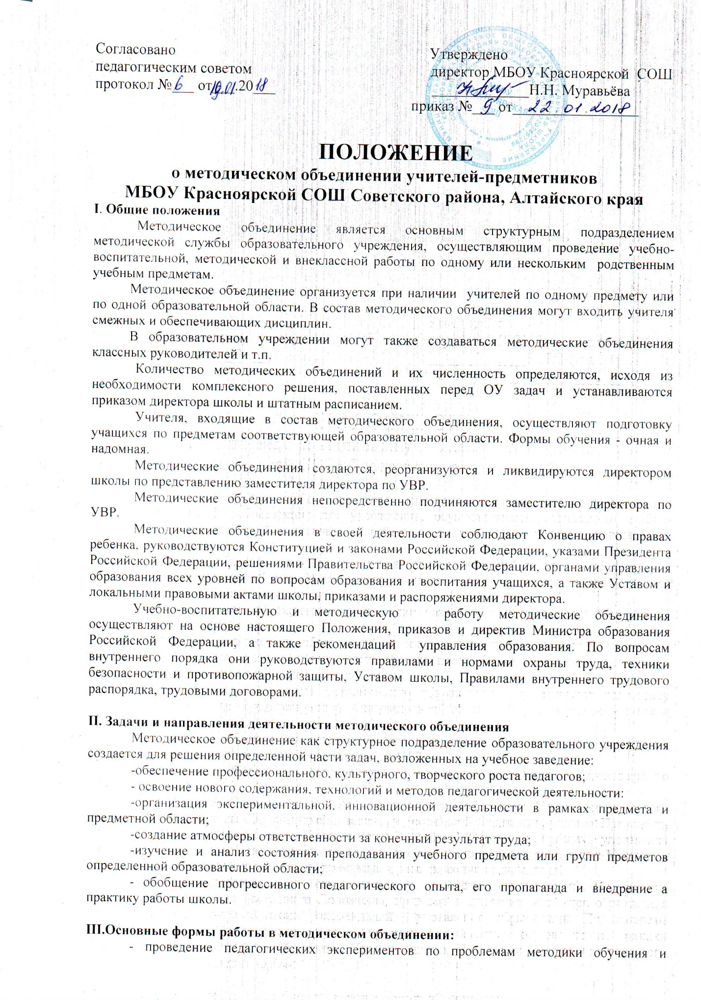 Согласовано
педагогическим советом
протокол № 6 от 19.01.2018
Утверждено
директор МБОУ Красноярской СОШ
Н.Н. Муравьёва
приказ № 9 от 22.01.2018
ПОЛОЖЕНИЕ
о методическом объединении учителей-предметников
МБОУ Красноярской СОШ Советского района, Алтайского края
I. Общие положения
Методическое объединение является основным структурным подразделением
методической службы образовательного учреждения, осуществляющим проведение учебно-
воспитательной, методической и внеклассной работы по одному или нескольким родственным
учебным предметам.
Методическое объединение организуется при наличии учителей по одному предмету или
по одной образовательной области. В состав методического объединения могут входить учителя
смежных и обеспечивающих дисциплин.
В образовательном учреждении могут также создаваться методические объединения
классных руководителей и т.п.
Количество методических объединений и их численность определяются, исходя из
необходимости комплексного решения, поставленных перед ОУ задач и устанавливаются
приказом директора школы и штатным расписанием.
Учителя, входящие в состав методического объединения, осуществляют подготовку
учащихся по предметам соответствующей образовательной области. Формы обучения - очная и
надомная.
Методические объединения создаются, реорганизуются и ликвидируются директором
школы по представлению заместителя директора по УВР.
Методические объединения непосредственно подчиняются заместителю директора по
УВР.
Методические объединения в своей деятельности соблюдают Конвенцию о правах
ребенка, руководствуются Конституцией и законами Российской Федерации, указами Президента
Российской Федерации, решениями Правительства Российской Федерации, органами управления
образования всех уровней по вопросам образования и воспитания учащихся, а также Уставом и
локальными правовыми актами школы, приказами и распоряжениями директора.
Учебно-воспитательную и методическую работу методические объединения
осуществляют на основе настоящего Положения, приказов и директив Министра образования
Российской Федерации, а также рекомендаций управления образования. По вопросам
внутреннего порядка они руководствуются правилами и нормами охраны труда, техники
безопасности и противопожарной защиты, Уставом школы, Правилами внутреннего трудового
распорядка, трудовыми договорами.
П. Задачи и направления деятельности методического объединения
Методическое объединение как структурное подразделение образовательного учреждения
создается для решения определенной части задач, возложенных на учебное заведение:
-обеспечение профессионального, культурного, творческого роста педагогов;
- освоение нового содержания, технологий и методов педагогической деятельности:
-организация экспериментальной, инновационной деятельности в рамках предмета и
предметной области;
-создание атмосферы ответственности за конечный результат труда;
-изучение и анализ состояния преподавания учебного предмета или групп предметов
определенной образовательной области;
- обобщение прогрессивного педагогического опыта, его пропаганда и внедрение а
практику работы школы.
III.Основные формы работы в методическом объединении:
- проведение педагогических экспериментов по проблемам методики обучения и